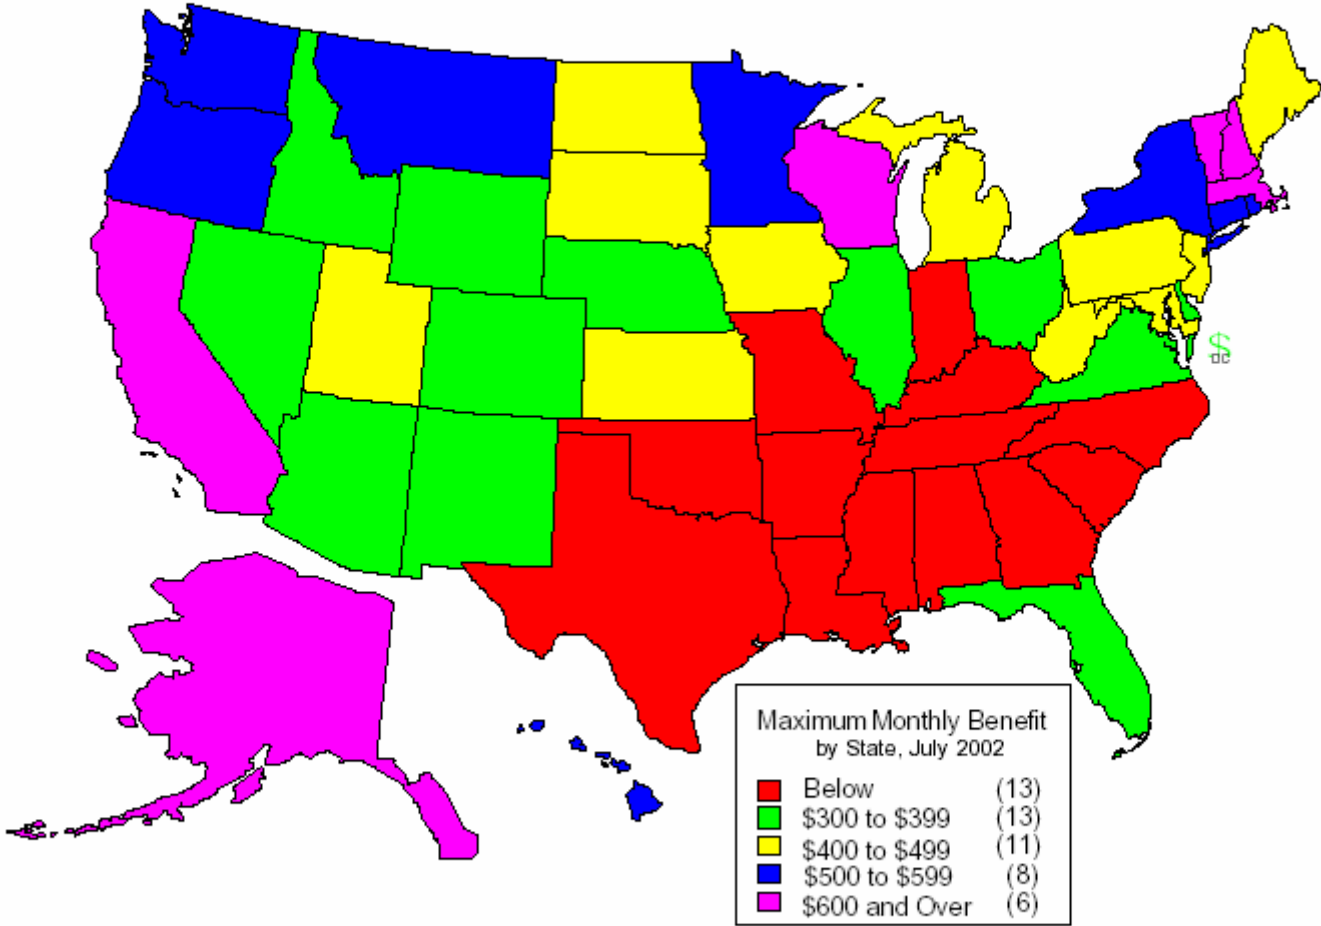 $
DC
Maximum Monthly Benefit
by State, July 2002
Below (13)
$300 to $399 (13)
$400 to $499 (11)
$500 to $599 (8)
$600 and Over (6)